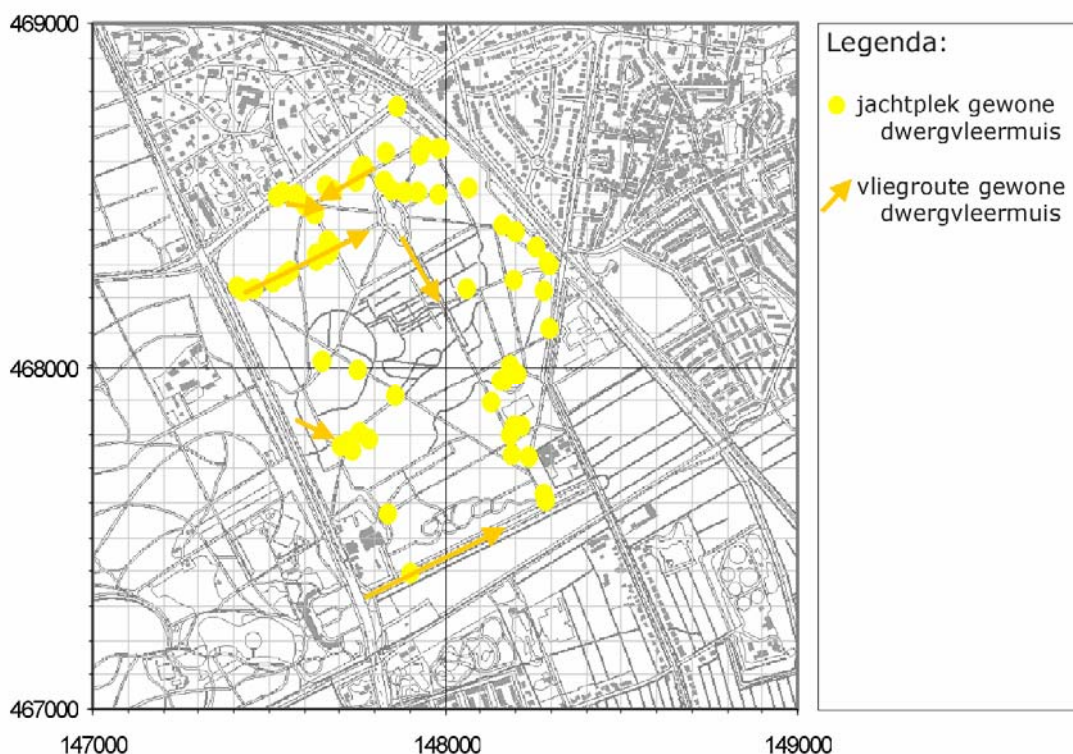 469000
468000
467000
147000
148000
149000
Legenda:
jachtplek gewone
dwergvleermuis
vliegroute gewone
dwergvleermuis